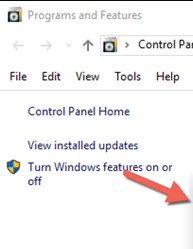 Programs and Features
Control Pa
File Edit View Tools Help
Control Panel Home
View installed updates
Turn Windows features on or
off